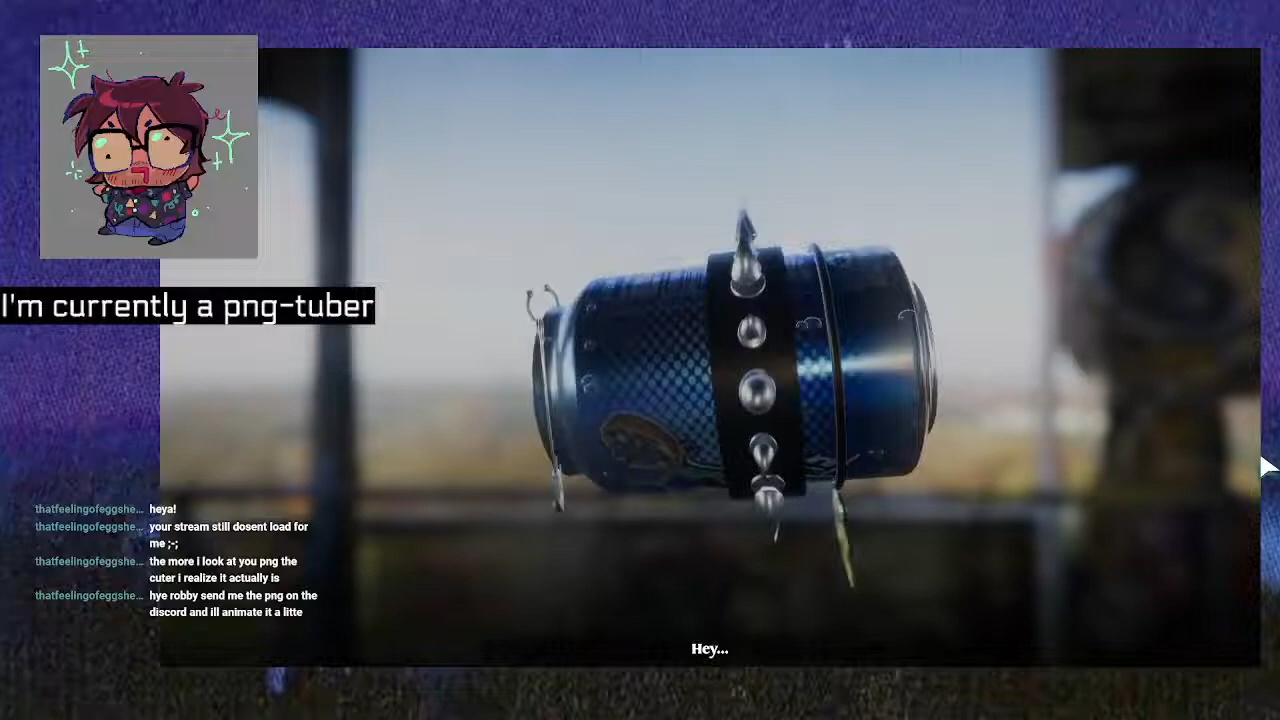 I'm currently a png-tuber
thatfeelingofeggshe... heya!
thatfeelingofeggshe... your stream still dosent load for
me ;-;
thatfeelingofeggshe... the more i look at you png the
cuter i realize it actually is
thatfeelingofeggshe... hye robby send me the png on the
discord and ill animate it a litte
Hey...